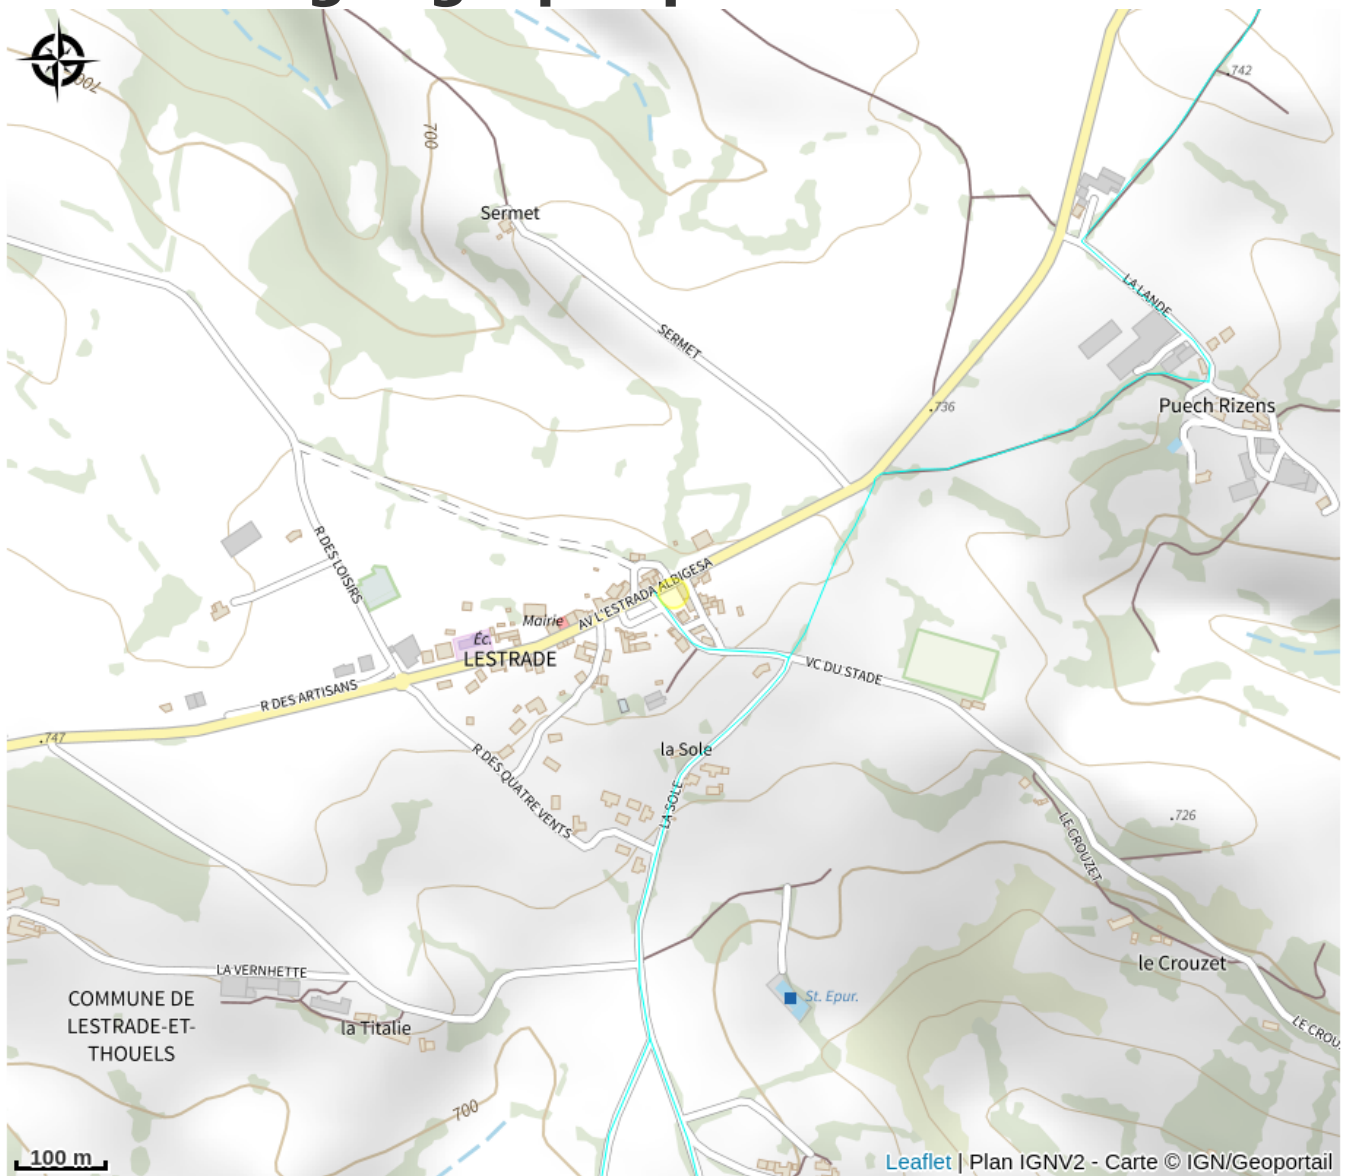 700
700
742
Sermet
LA LANDE
SERMET
736
Puech Rizens
R DES LOISIRS
AV L'ESTRADA ALBIGESA
Mairie
Éc.
LESTRADE
VC DU STADE
R DES ARTISANS
747
la Sole
R DES QUATRE VENTS
LA SOLE
726
LE CROUZET
le Crouzet
LA VERNHETTE
St. Epur.
COMMUNE DE
LESTRADE-ET-
THOUELS
la Titalie
LE CROU
700
100 m
Leaflet | Plan IGNV2 - Carte © IGN/Geoportail